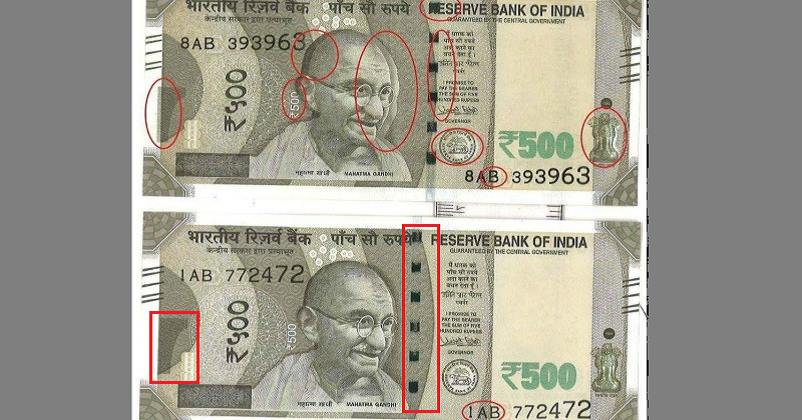 भारतीय रिज़र्व बैंक
पाँच सौ रुपये
RESERVE BANK OF INDIA
केन्द्रीय सरकार द्वारा प्रत्याभूत
GUARANTEED BY THE CENTRAL GOVERNMENT
8AB 393963
₹५००
₹500
मैं धारक को
पाँच सौ रुपये
अदा करने का
वचन देता हूँ।
गवर्नर
I PROMISE TO
PAY THE BEARER
THE SUM OF FIVE
HUNDRED RUPEES
GOVERNOR
₹500
महात्मा गांधी
MAHATMA GANDHI
8AB 393963
भारतीय रिज़र्व बैंक
पाँच सौ रुपये
RESERVE BANK OF INDIA
केन्द्रीय सरकार द्वारा प्रत्याभूत
GUARANTEED BY THE CENTRAL GOVERNMENT
1AB 772472
₹५००
₹500
मैं धारक को
पाँच सौ रुपये
अदा करने का
वचन देता हूँ।
गवर्नर
I PROMISE TO
PAY THE BEARER
THE SUM OF FIVE
HUNDRED RUPEES
GOVERNOR
₹500
महात्मा गांधी
MAHATMA GANDHI
1AB 772472